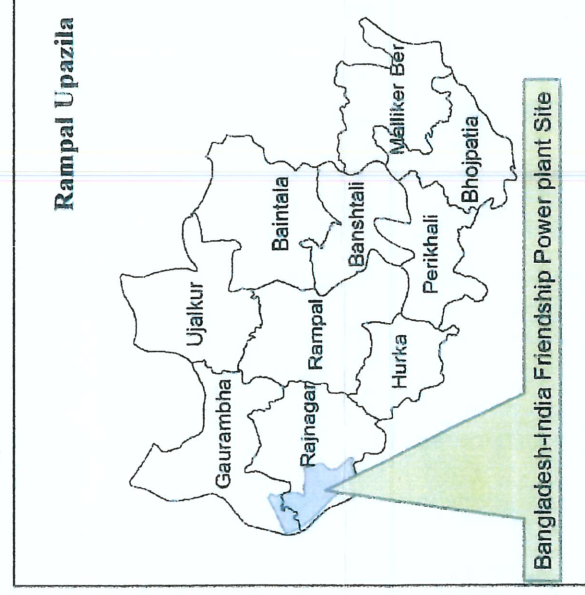 Rampal Upazila
Ujalkur
Gaurambha
Baintala
Rampal
Rajnagar
Banshtali
Malliker Ber
Hurka
Perikhali
Bhojpatia
Bangladesh-India Friendship Power plant Site